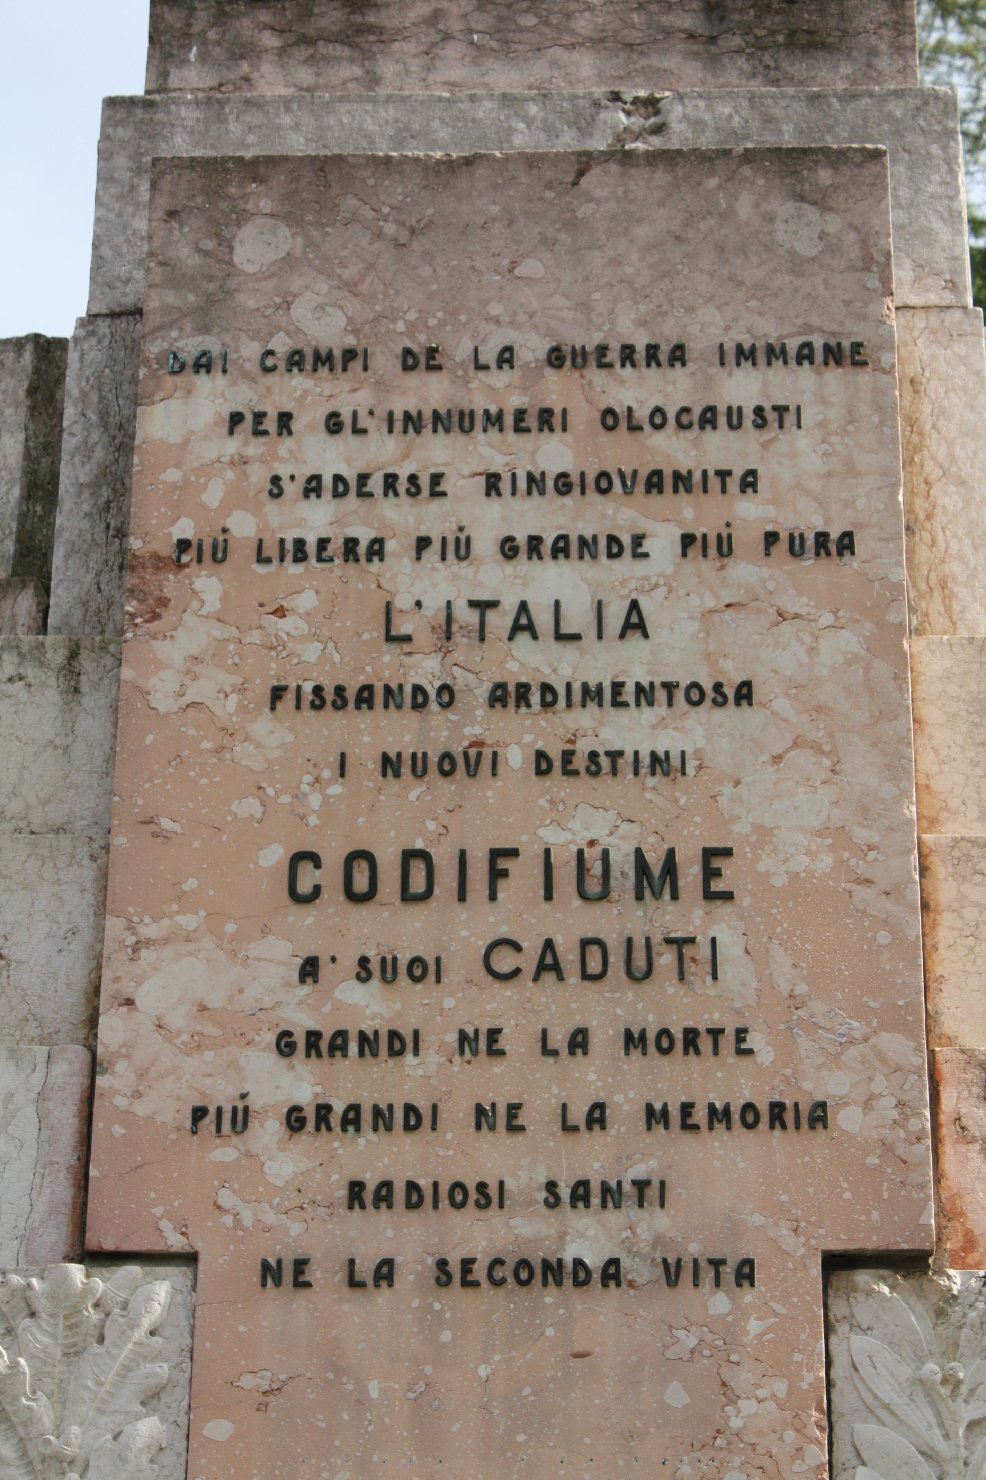 DAI CAMPI DE LA GUERRA IMMANE
PER GL'INNUMERI OLOCAUSTI
S'ADERSE RINGIOVANITA
PIÙ LIBERA PIÙ GRANDE PIÙ PURA
L'ITALIA
FISSANDO ARDIMENTOSA
I NUOVI DESTINI
CODIFIUME
A' SUOI CADUTI
GRANDI NE LA MORTE
PIÚ GRANDI NE LA MEMORIA
RADIOSI SANTI
NE LA SECONDA VITA